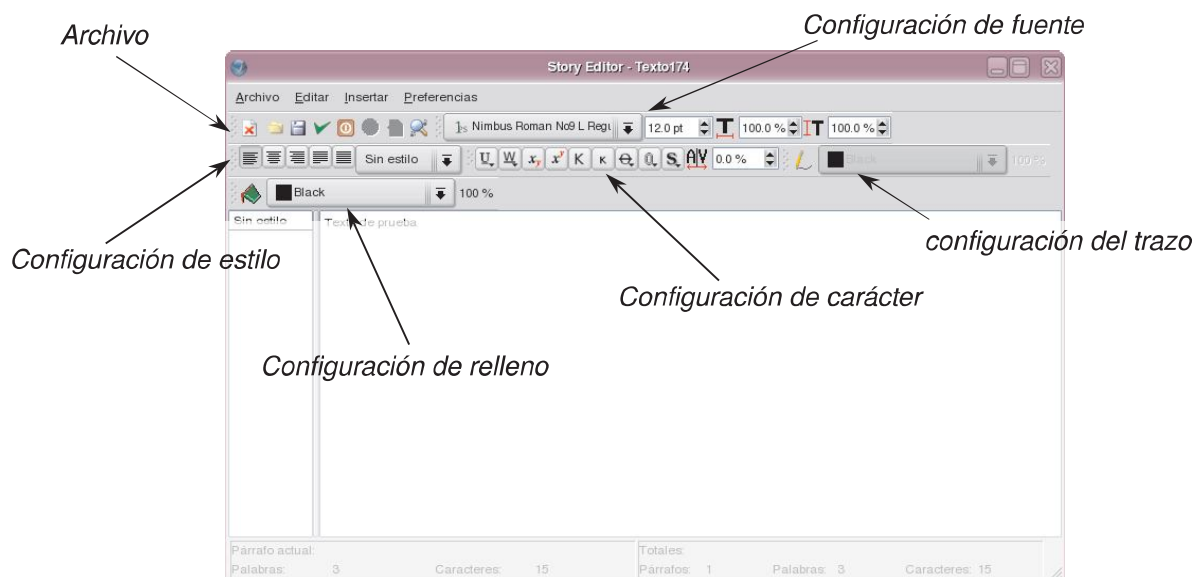 Configuración de fuente
Archivo
Story Editor - Texto174
Archivo Editar Insertar Preferencias
Nimbus Roman No9 L Regu 12.0 pt 100.0 % 100.0 %
Sin estilo 0.0 % Black 100 %
Black 100 %
Sin estilo Texto de prueba
configuración del trazo
Configuración de estilo
Configuración de carácter
Configuración de relleno
Párrafo actual: Totales:
Palabras: 3 Caracteres: 15 Párrafos: 1 Palabras: 3 Caracteres: 15